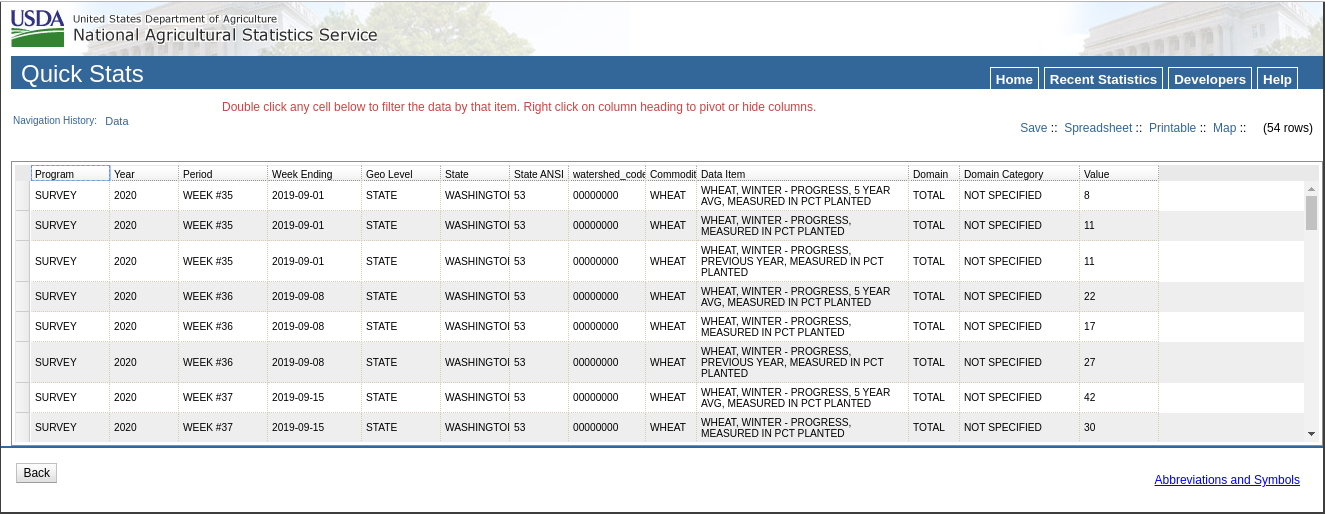 USDA United States Department of Agriculture
National Agricultural Statistics Service
Quick Stats Home Recent Statistics Developers Help
Double click any cell below to filter the data by that item. Right click on column heading to pivot or hide columns.
Navigation History: Data
Save :: Spreadsheet :: Printable :: Map :: (54 rows)
Program Year Period Week Ending Geo Level State State ANSI watershed_code Commodit Data Item Domain Domain Category Value
SURVEY 2020 WEEK #35 2019-09-01 STATE WASHINGTON 53 00000000 WHEAT WHEAT, WINTER - PROGRESS, 5 YEAR TOTAL NOT SPECIFIED 8
AVG, MEASURED IN PCT PLANTED
SURVEY 2020 WEEK #35 2019-09-01 STATE WASHINGTON 53 00000000 WHEAT WHEAT, WINTER - PROGRESS, TOTAL NOT SPECIFIED 11
MEASURED IN PCT PLANTED
SURVEY 2020 WEEK #35 2019-09-01 STATE WASHINGTON 53 00000000 WHEAT WHEAT, WINTER - PROGRESS, TOTAL NOT SPECIFIED 11
PREVIOUS YEAR, MEASURED IN PCT
PLANTED
SURVEY 2020 WEEK #36 2019-09-08 STATE WASHINGTON 53 00000000 WHEAT WHEAT, WINTER - PROGRESS, 5 YEAR TOTAL NOT SPECIFIED 22
AVG, MEASURED IN PCT PLANTED
SURVEY 2020 WEEK #36 2019-09-08 STATE WASHINGTON 53 00000000 WHEAT WHEAT, WINTER - PROGRESS, TOTAL NOT SPECIFIED 17
MEASURED IN PCT PLANTED
SURVEY 2020 WEEK #36 2019-09-08 STATE WASHINGTON 53 00000000 WHEAT WHEAT, WINTER - PROGRESS, TOTAL NOT SPECIFIED 27
PREVIOUS YEAR, MEASURED IN PCT
PLANTED
SURVEY 2020 WEEK #37 2019-09-15 STATE WASHINGTON 53 00000000 WHEAT WHEAT, WINTER - PROGRESS, 5 YEAR TOTAL NOT SPECIFIED 42
AVG, MEASURED IN PCT PLANTED
SURVEY 2020 WEEK #37 2019-09-15 STATE WASHINGTON 53 00000000 WHEAT WHEAT, WINTER - PROGRESS, TOTAL NOT SPECIFIED 30
MEASURED IN PCT PLANTED
Back
Abbreviations and Symbols